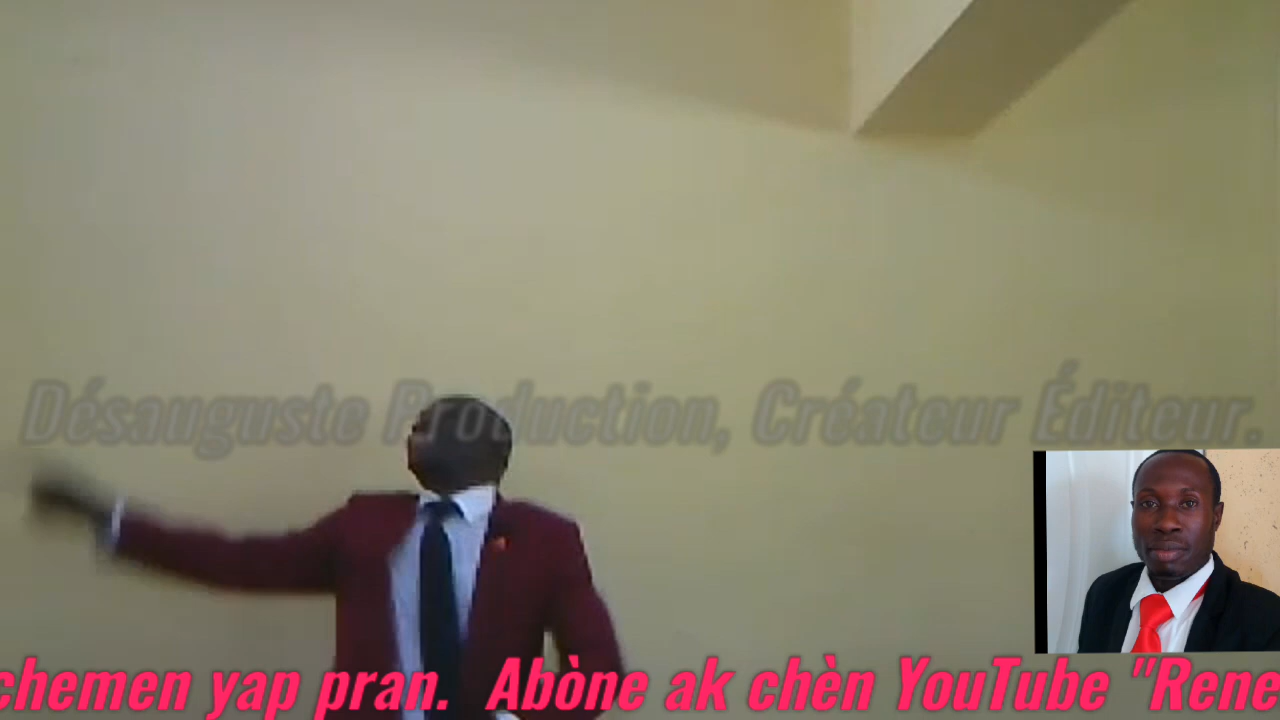 Désauguste Production, Créateur Éditeur.
chemen yap pran. Abòne ak chèn YouTube "Rene